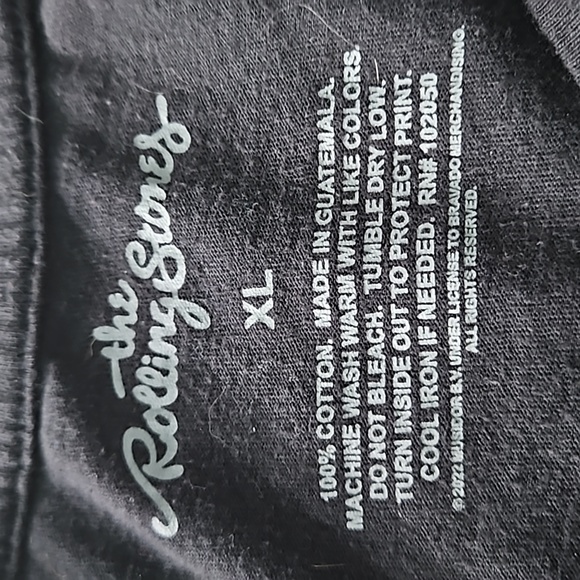 the
Rolling Stones
XL
100% COTTON. MADE IN GUATEMALA.
MACHINE WASH WARM WITH LIKE COLORS.
DO NOT BLEACH. TUMBLE DRY LOW.
TURN INSIDE OUT TO PROTECT PRINT.
COOL IRON IF NEEDED. RN# 102050
© 2022 MUSIDOR B.V. UNDER LICENSE TO BRAVADO MERCHANDISING.
ALL RIGHTS RESERVED.